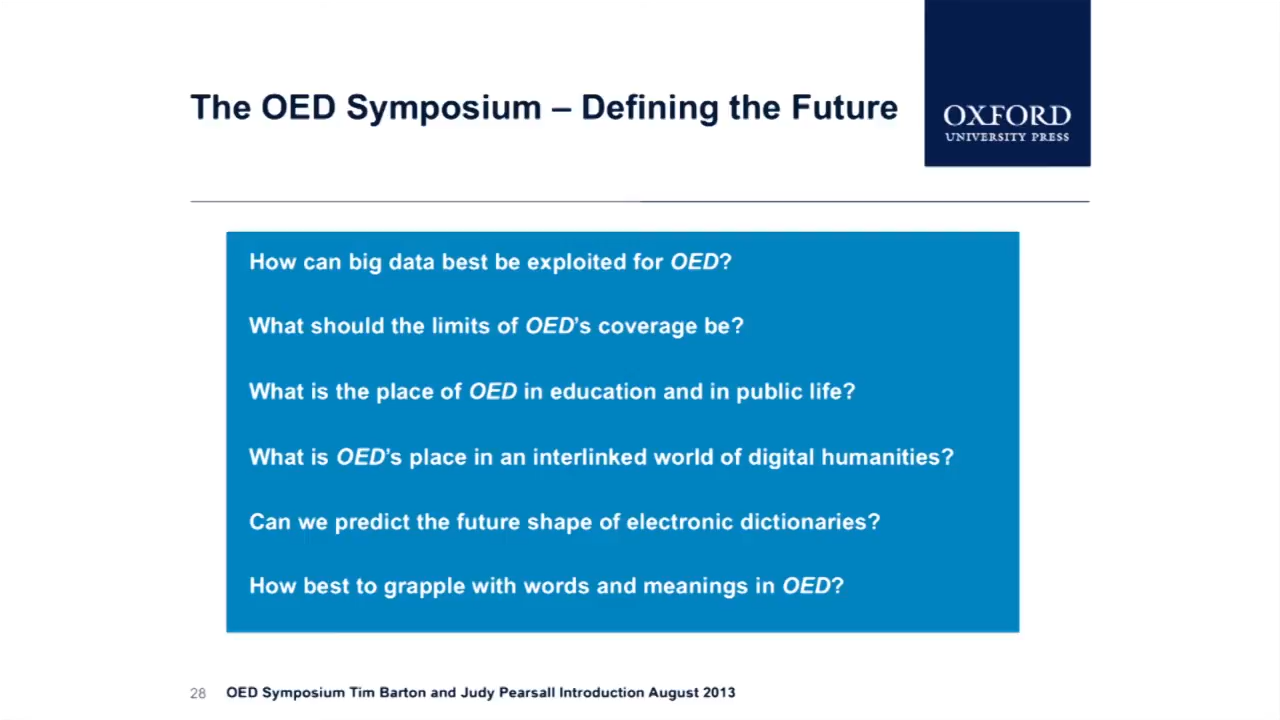 The OED Symposium – Defining the Future
OXFORD
UNIVERSITY PRESS
How can big data best be exploited for OED?
What should the limits of OED’s coverage be?
What is the place of OED in education and in public life?
What is OED’s place in an interlinked world of digital humanities?
Can we predict the future shape of electronic dictionaries?
How best to grapple with words and meanings in OED?
28 OED Symposium Tim Barton and Judy Pearsall Introduction August 2013